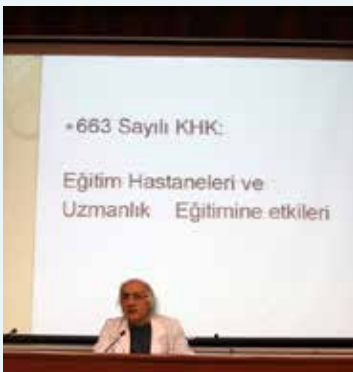 •663 Sayılı KHK:
Eğitim Hastaneleri ve
Uzmanlık Eğitimine etkileri